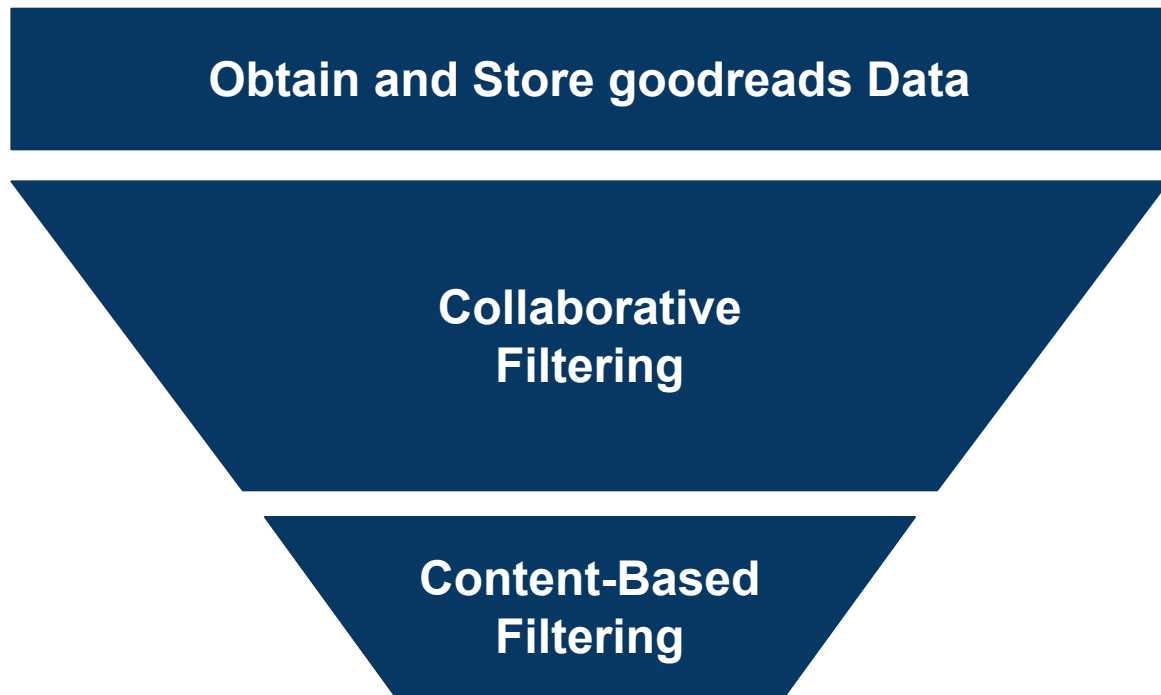 Obtain and Store goodreads Data
Collaborative
Filtering
Content-Based
Filtering